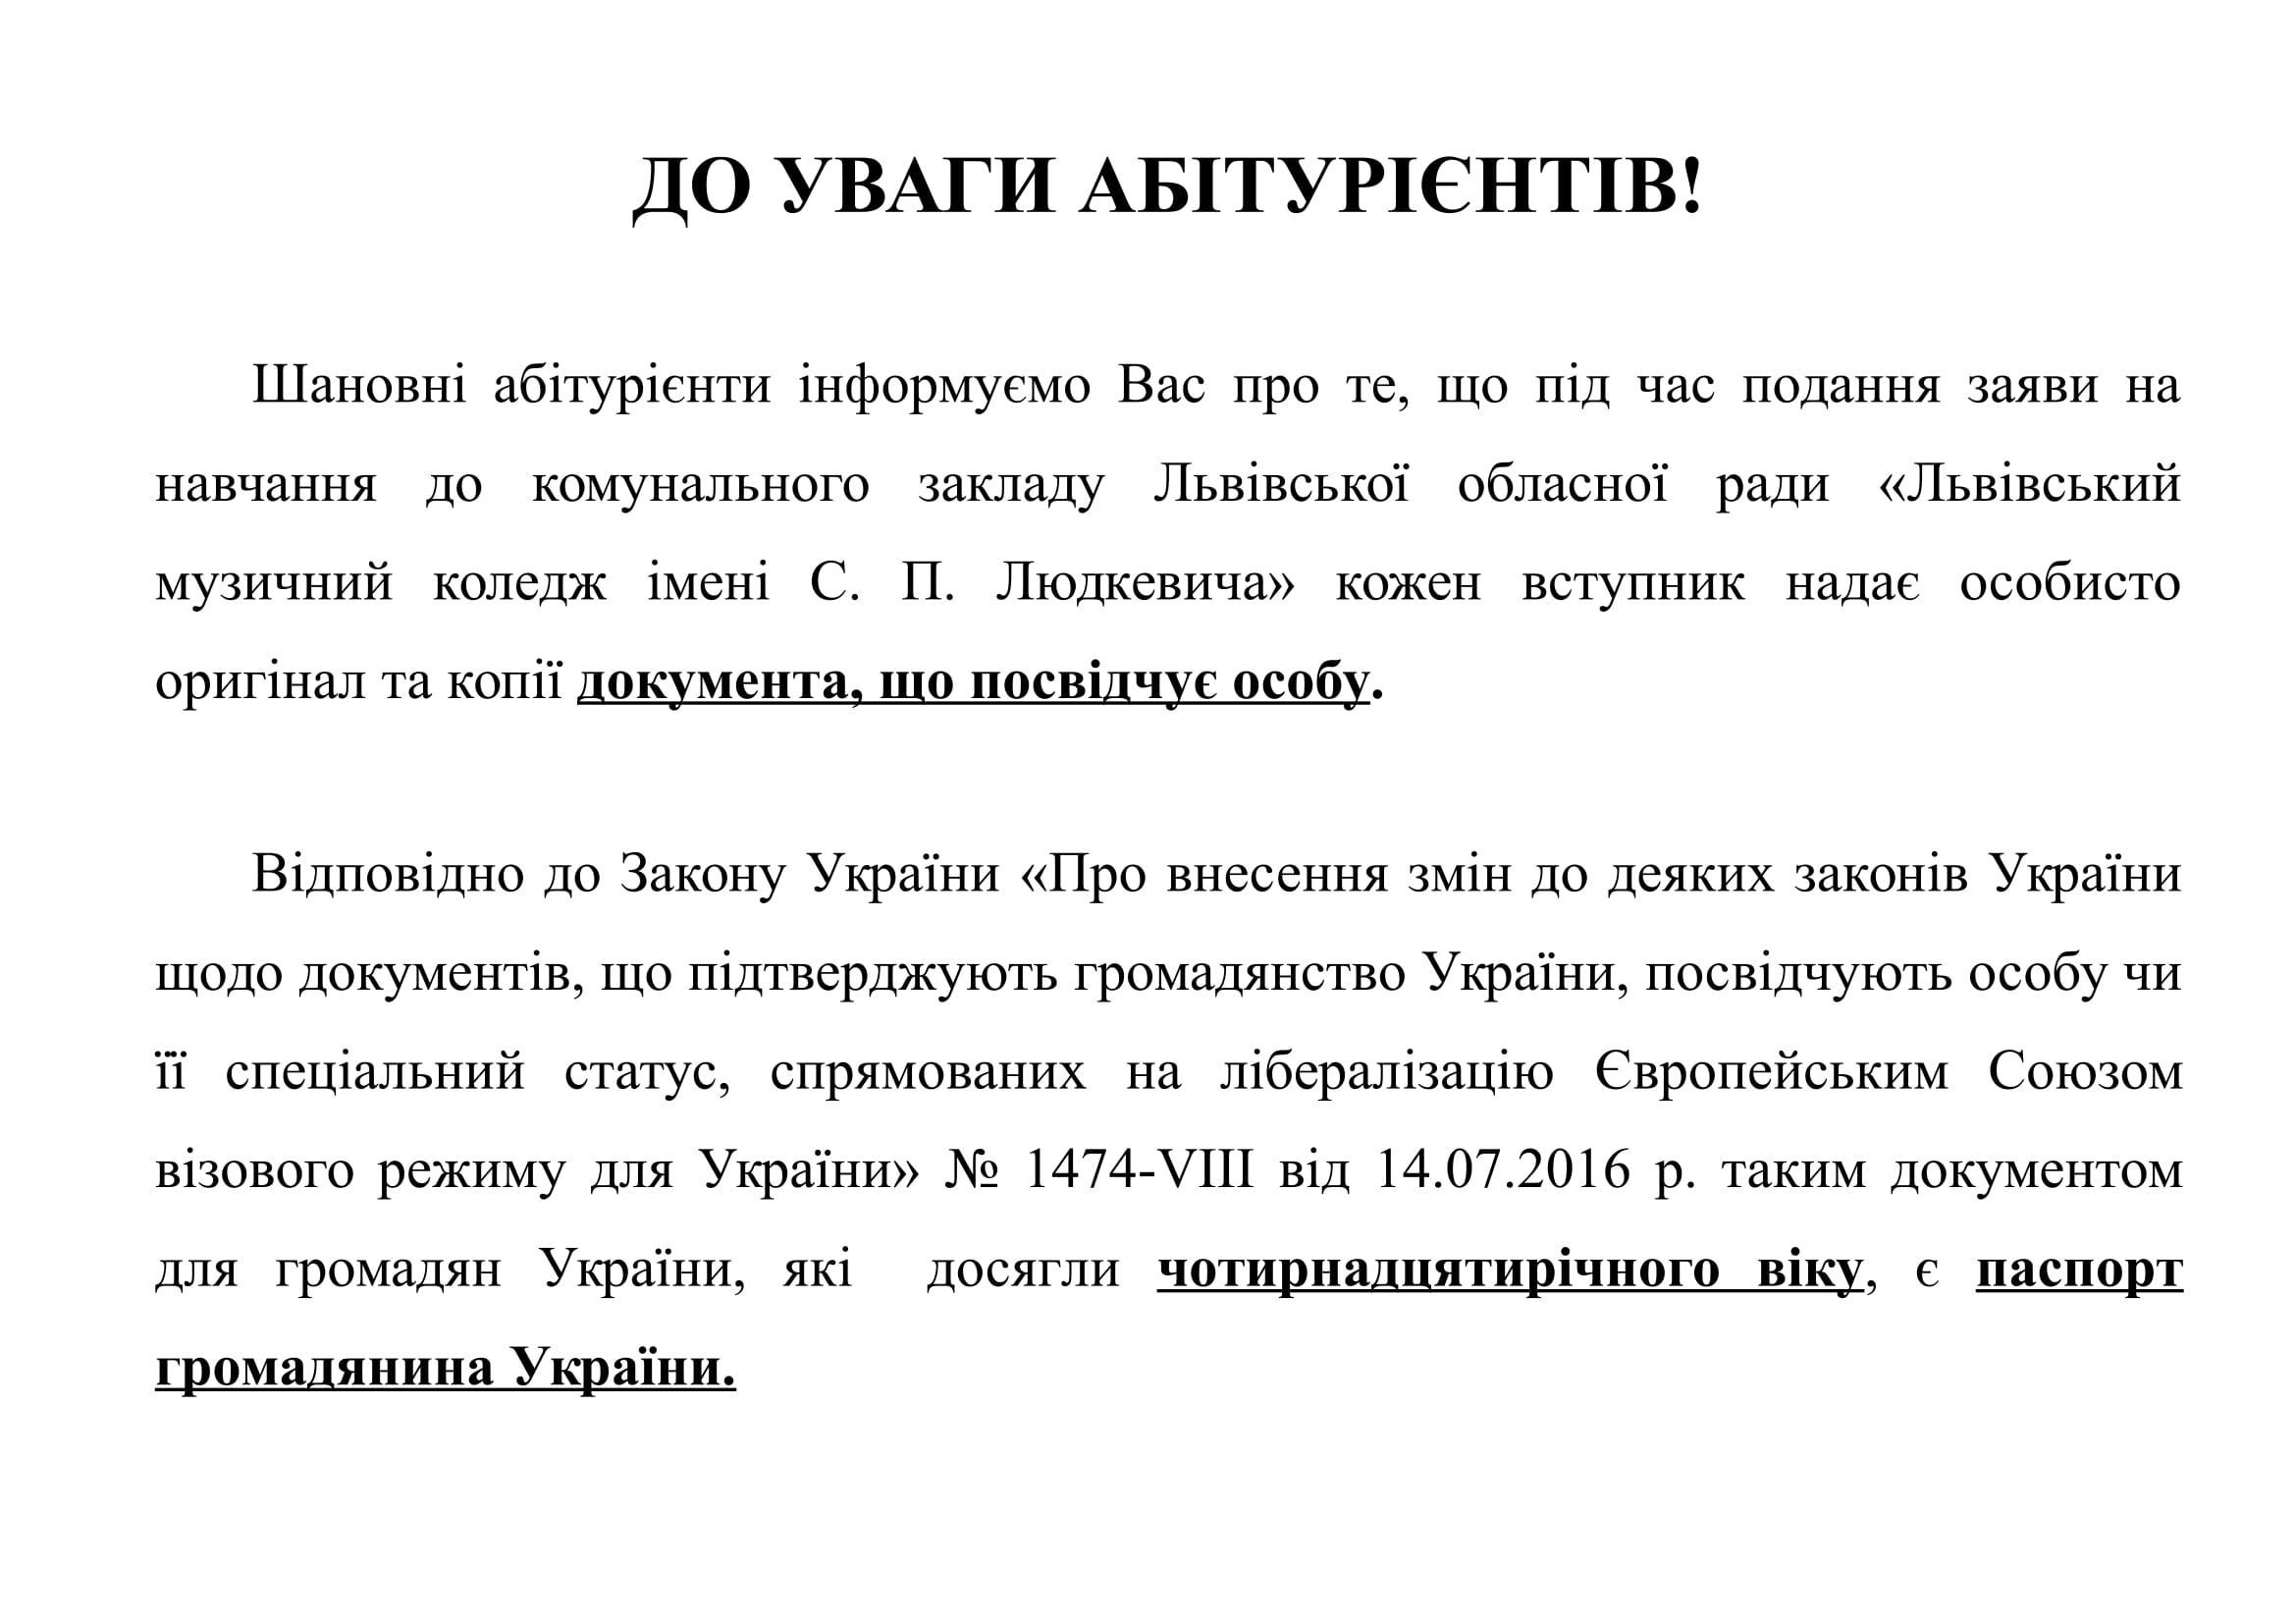 ДО УВАГИ АБІТУРІЄНТІВ!
Шановні абітурієнти інформуємо Вас про те, що під час подання заяви на
навчання до комунального закладу Львівської обласної ради «Львівський
музичний коледж імені С. П. Людкевича» кожен вступник надає особисто
оригінал та копії документа, що посвідчує особу.
Відповідно до Закону України «Про внесення змін до деяких законів України
щодо документів, що підтверджують громадянство України, посвідчують особу чи
її спеціальний статус, спрямованих на лібералізацію Європейським Союзом
візового режиму для України» № 1474-VIII від 14.07.2016 р. таким документом
для громадян України, які досягли чотирнадцятирічного віку, є паспорт
громадянина України.